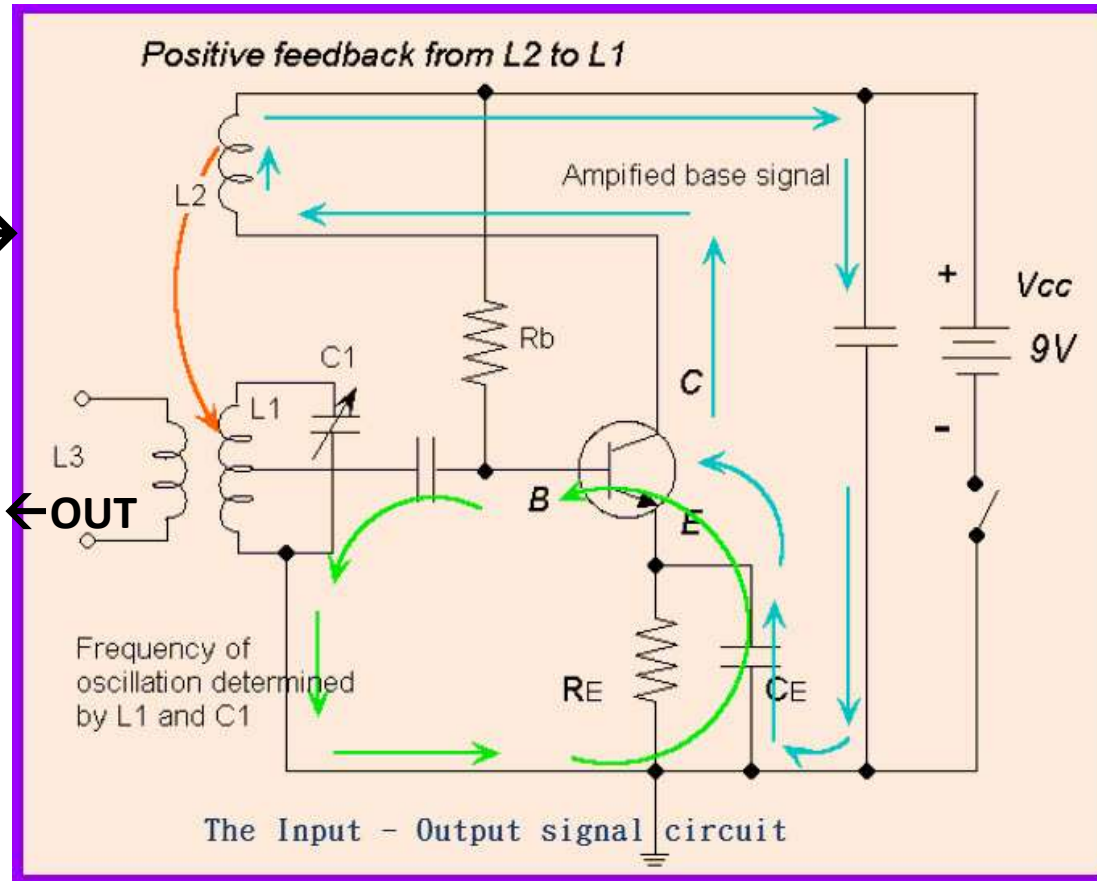 Positive feedback from L2 to L1
Ampified base signal
L2
+
Vcc
9V
-
Rb
C1
C
L1
L3
B
E
←OUT
Frequency of
oscillation determined
by L1 and C1
RE
CE
The Input - Output signal circuit